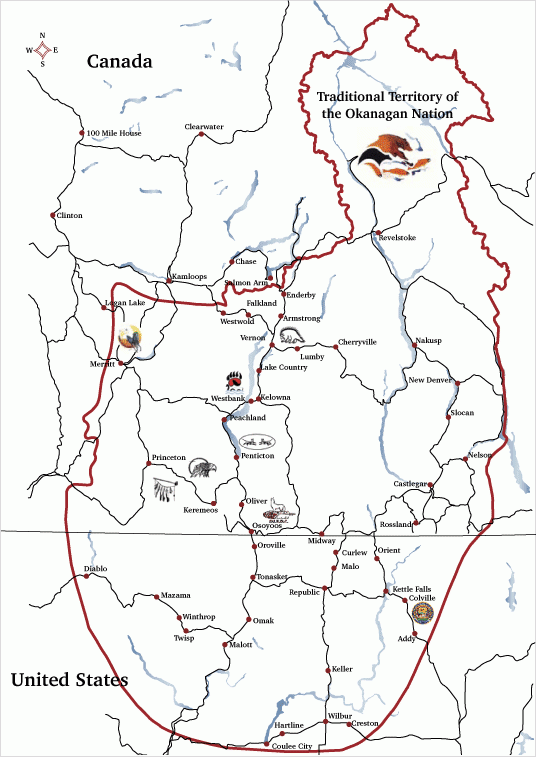 N
W E
S
Canada
Traditional Territory of
the Okanagan Nation
100 Mile House
Clearwater
Clinton
Revelstoke
Chase
Kamloops
Salmon Arm
Enderby
Logan Lake
Falkland
Westwold
Armstrong
Vernon
Lumby
Cherryville
Nakusp
Merritt
Lake Country
New Denver
Westbank
Kelowna
Peachland
Slocan
Princeton
Penticton
Nelson
Castlegar
Keremeos
Oliver
Osoyoos
Rossland
Midway
Oroville
Curlew
Orient
Malo
Diablo
Tonasket
Republic
Kettle Falls
Colville
Mazama
Winthrop
Omak
Twisp
Malott
Addy
Keller
United States
Wilbur
Hartline
Creston
Coulee City